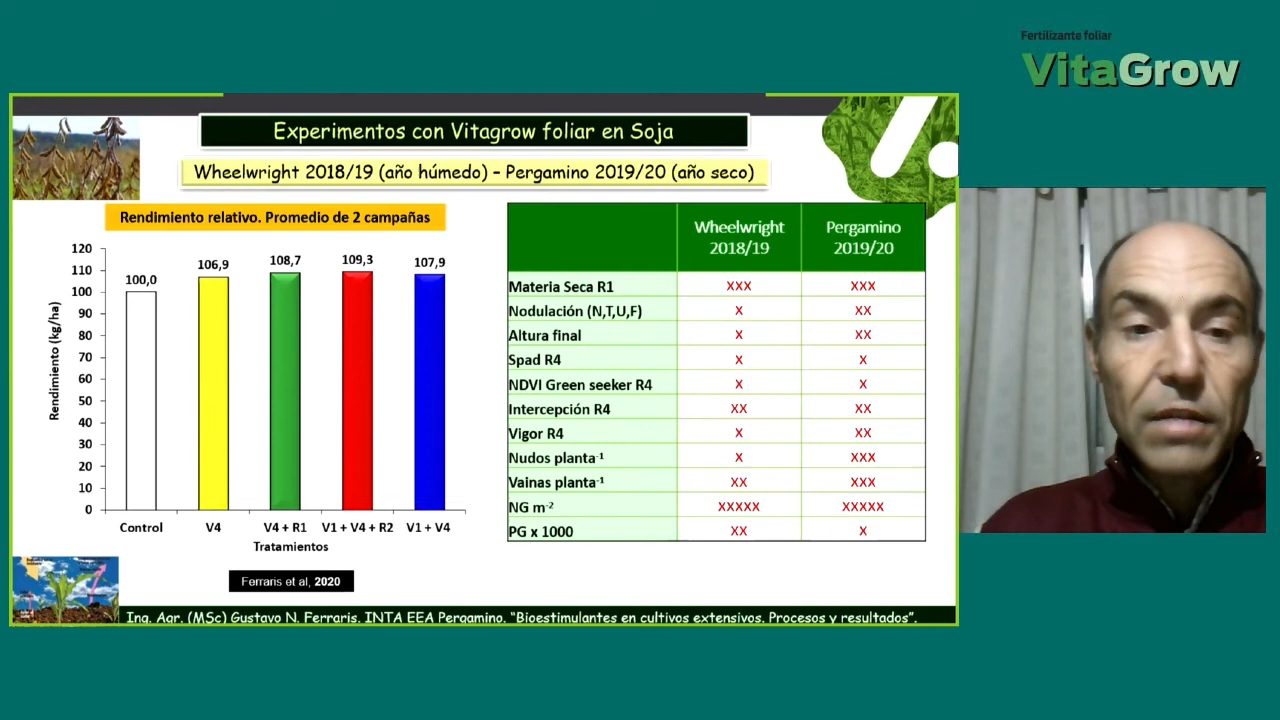 Fertilizante foliar
VitaGrow
Experimentos con Vitagrow foliar en Soja
Wheelwright 2018/19 (año húmedo) – Pergamino 2019/20 (año seco)
Rendimiento relativo. Promedio de 2 campañas
Rendimiento (kg/ha)
120
110
100
90
80
70
60
50
40
30
20
10
0
100,0
106,9
108,7
109,3
107,9
Control V4 V4 + R1 V1 + V4 + R2 V1 + V4
Tratamientos
Ferraris et al, 2020
Wheelwright 2018/19 Pergamino 2019/20
Materia Seca R1 XXX XXX
Nodulación (N,T,U,F) X XX
Altura final X XX
Spad R4 X X
NDVI Green seeker R4 X X
Intercepción R4 XX XX
Vigor R4 X XX
Nudos planta⁻¹ X XXX
Vainas planta⁻¹ XX XXX
NG m⁻² XXXXX XXXXX
PG x 1000 XX X
Ing. Agr. (MSc) Gustavo N. Ferraris. INTA EEA Pergamino. “Bioestimulantes en cultivos extensivos. Procesos y resultados”.